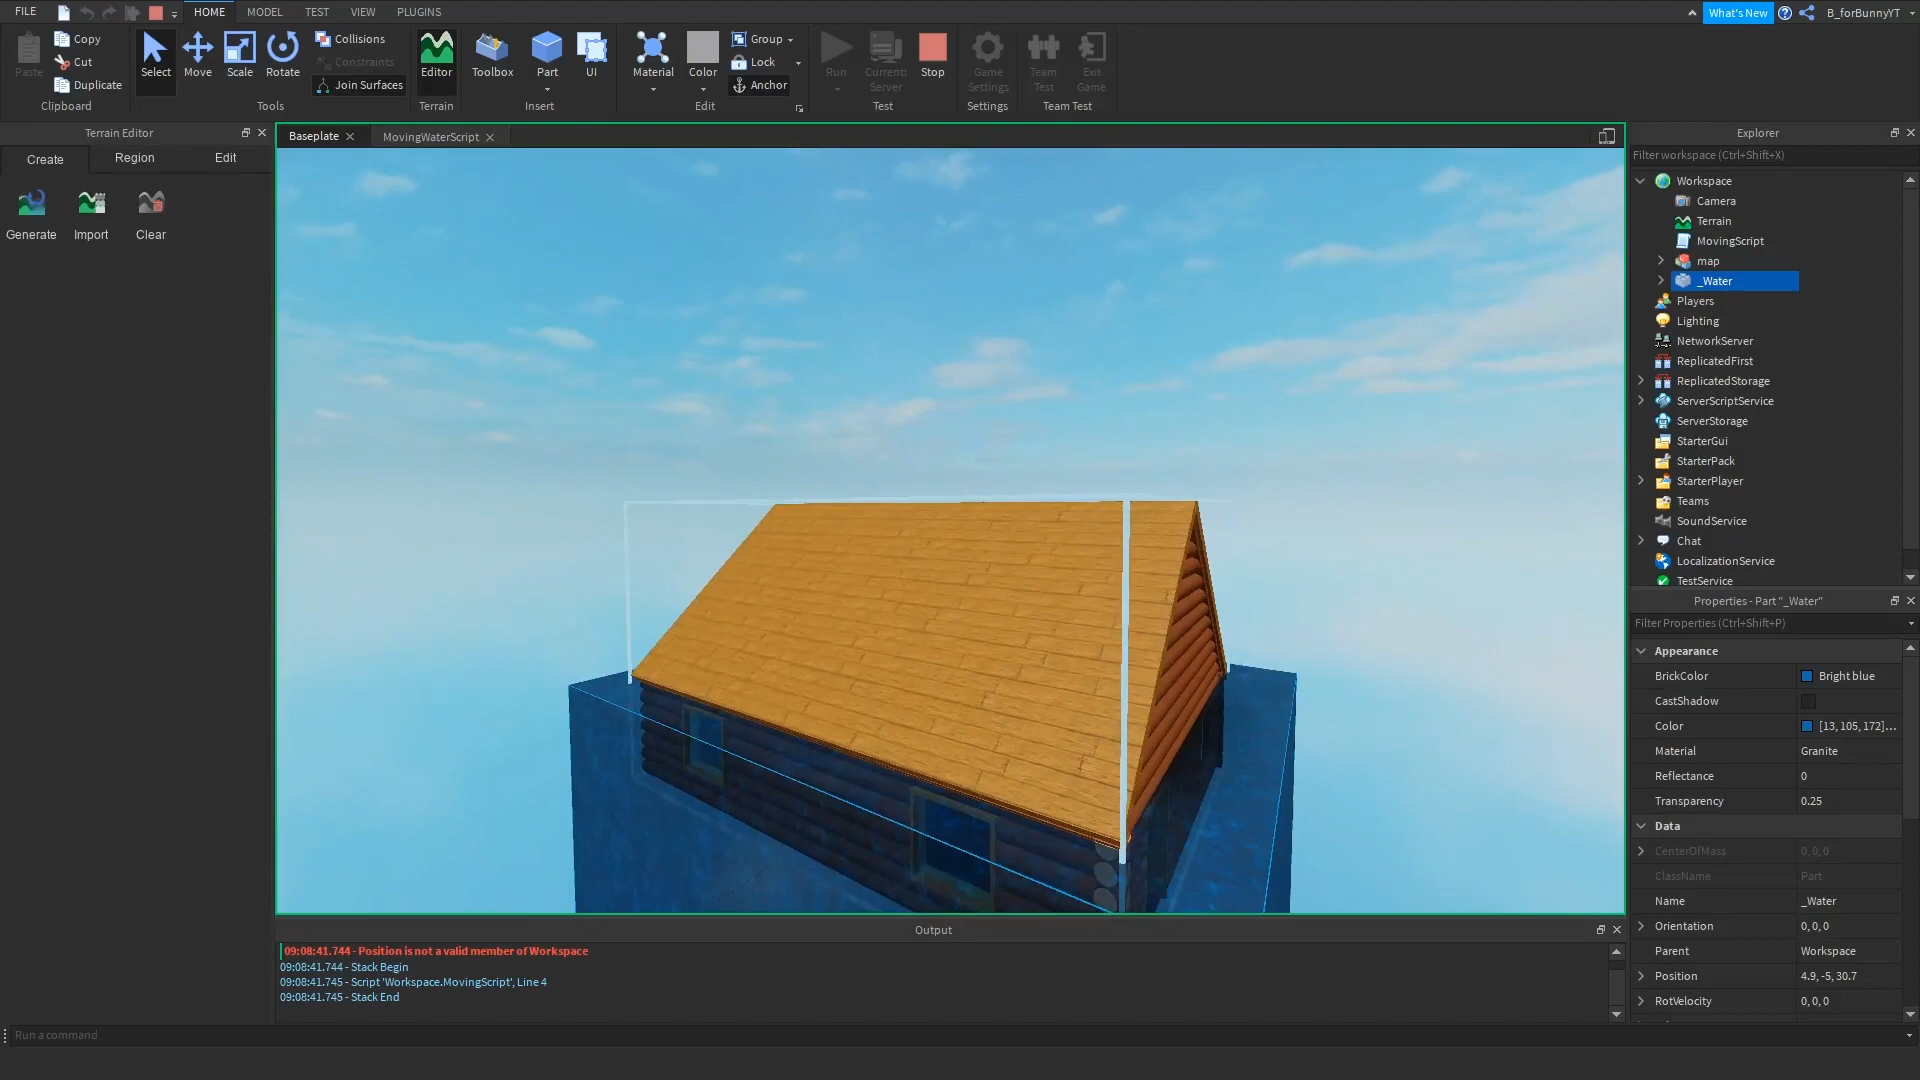 FILE
HOME
MODEL
TEST
VIEW
PLUGINS
What's New
B_forBunnyYT
Paste
Copy
Cut
Duplicate
Clipboard
Select
Move
Scale
Rotate
Collisions
Constraints
Join Surfaces
Tools
Editor
Terrain
Toolbox
Part
UI
Insert
Material
Color
Group
Lock
Anchor
Edit
Run
Current: Server
Stop
Test
Game Settings
Settings
Team Test
Exit Game
Team Test
Terrain Editor
Create
Region
Edit
Generate
Import
Clear
Baseplate
MovingWaterScript
Explorer
Filter workspace (Ctrl+Shift+X)
Workspace
Camera
Terrain
MovingScript
map
_Water
Players
Lighting
NetworkServer
ReplicatedFirst
ReplicatedStorage
ServerScriptService
ServerStorage
StarterGui
StarterPack
StarterPlayer
Teams
SoundService
Chat
LocalizationService
TestService
Properties - Part "_Water"
Filter Properties (Ctrl+Shift+P)
Appearance
BrickColor Bright blue
CastShadow
Color [13, 105, 172]...
Material Granite
Reflectance 0
Transparency 0.25
Data
CenterOfMass 0, 0, 0
ClassName Part
Name _Water
Orientation 0, 0, 0
Parent Workspace
Position 4.9, -5, 30.7
RotVelocity 0, 0, 0
Output
09:08:41.744 - Position is not a valid member of Workspace
09:08:41.744 - Stack Begin
09:08:41.745 - Script 'Workspace.MovingScript', Line 4
09:08:41.745 - Stack End
Run a command